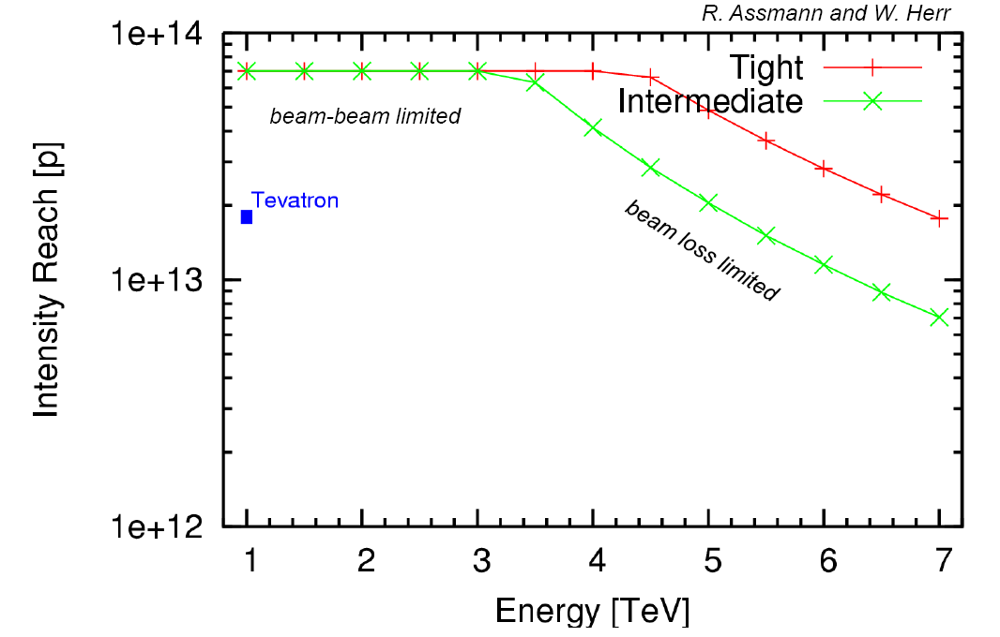 R. Assmann and W. Herr
1e+14
Tight
Intermediate
beam-beam limited
Tevatron
beam loss limited
1e+13
1e+12
Intensity Reach [p]
1 2 3 4 5 6 7
Energy [TeV]